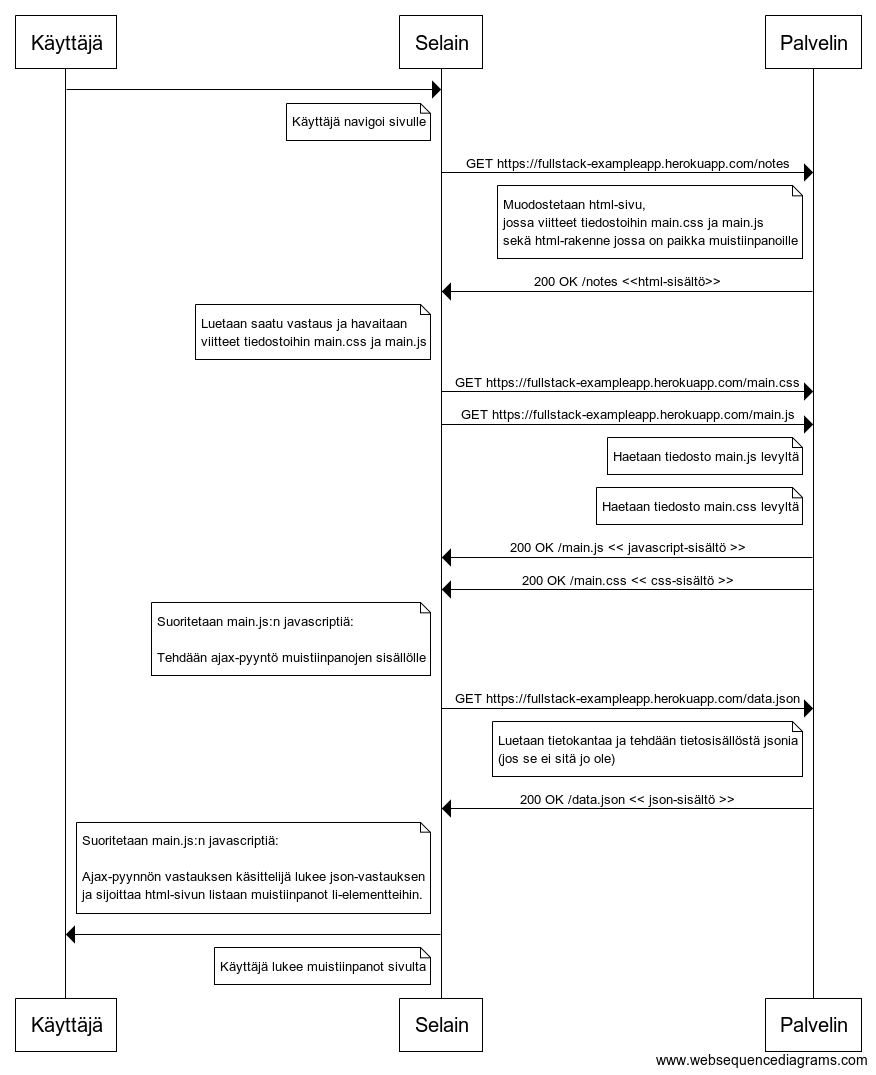 Käyttäjä
Selain
Palvelin
Käyttäjä navigoi sivulle
GET https://fullstack-exampleapp.herokuapp.com/notes
Muodostetaan html-sivu,
jossa viitteet tiedostoihin main.css ja main.js
sekä html-rakenne jossa on paikka muistiinpanoille
200 OK /notes <<html-sisältö>>
Luetaan saatu vastaus ja havaitaan
viitteet tiedostoihin main.css ja main.js
GET https://fullstack-exampleapp.herokuapp.com/main.css
GET https://fullstack-exampleapp.herokuapp.com/main.js
Haetaan tiedosto main.js levyltä
Haetaan tiedosto main.css levyltä
200 OK /main.js << javascript-sisältö >>
200 OK /main.css << css-sisältö >>
Suoritetaan main.js:n javascriptiä:
Tehdään ajax-pyyntö muistiinpanojen sisällölle
GET https://fullstack-exampleapp.herokuapp.com/data.json
Luetaan tietokantaa ja tehdään tietosisällöstä jsonia
(jos se ei sitä jo ole)
200 OK /data.json << json-sisältö >>
Suoritetaan main.js:n javascriptiä:
Ajax-pyynnön vastauksen käsittelijä lukee json-vastauksen
ja sijoittaa html-sivun listaan muistiinpanot li-elementteihin.
Käyttäjä lukee muistiinpanot sivulta
Käyttäjä
Selain
Palvelin
www.websequencediagrams.com